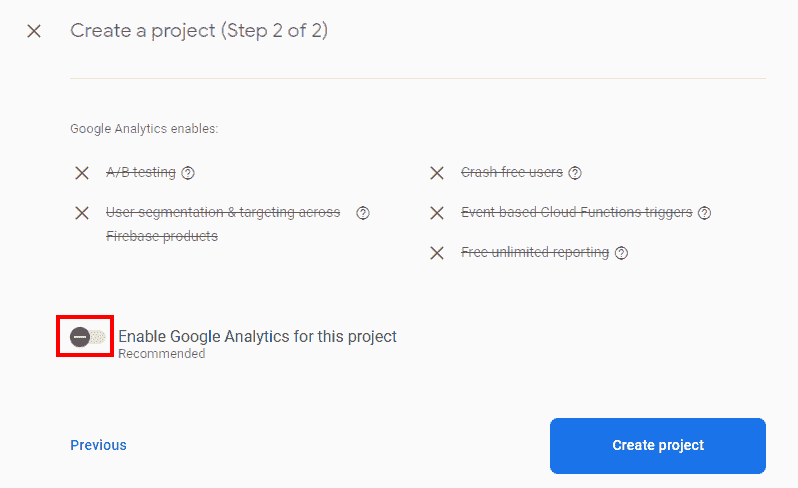 Create a project (Step 2 of 2)
Google Analytics enables:
A/B testing
Crash free users
User segmentation & targeting across
Firebase products
Event based Cloud Functions triggers
Free unlimited reporting
Enable Google Analytics for this project
Recommended
Previous
Create project